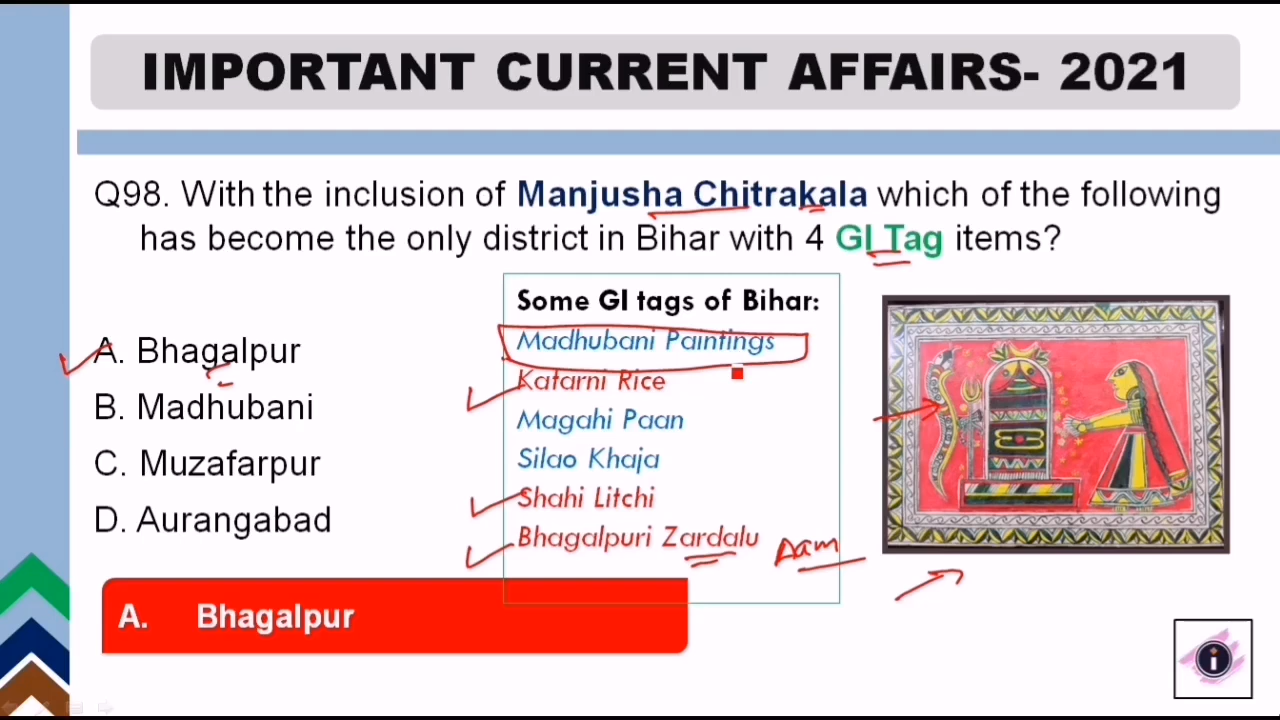 IMPORTANT CURRENT AFFAIRS- 2021
Q98. With the inclusion of Manjusha Chitrakala which of the following
has become the only district in Bihar with 4 GI Tag items?
A. Bhagalpur
B. Madhubani
C. Muzafarpur
D. Aurangabad
Some GI tags of Bihar:
Madhubani Paintings
Katarni Rice
Magahi Paan
Silao Khaja
Shahi Litchi
Bhagalpuri Zardalu Aam
A. Bhagalpur
i